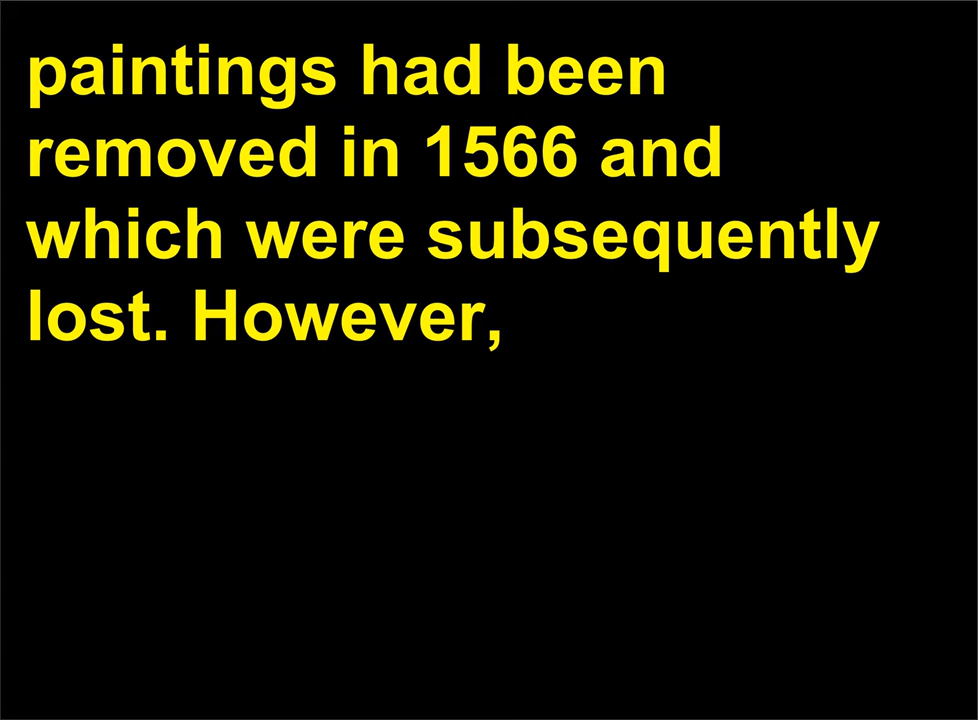 paintings had been
removed in 1566 and
which were subsequently
lost. However,